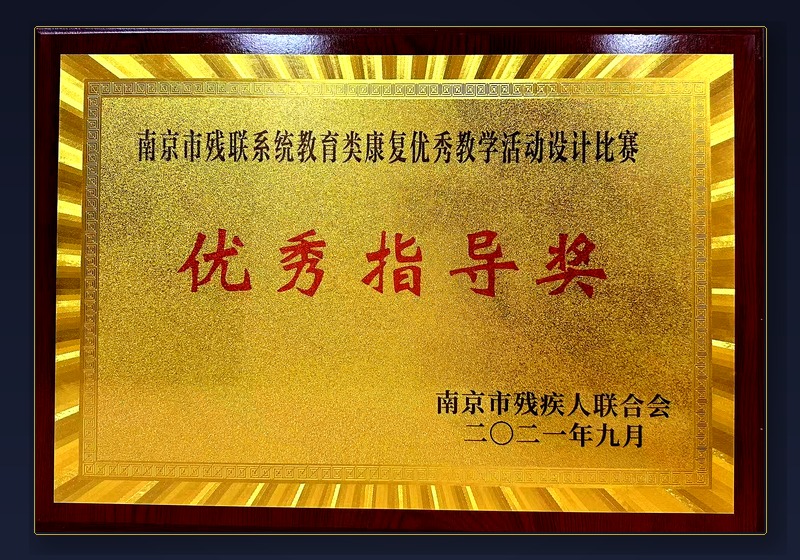 南京市残联系统教育类康复优秀教学活动设计比赛
优秀指导奖
南京市残疾人联合会
二〇二一年九月